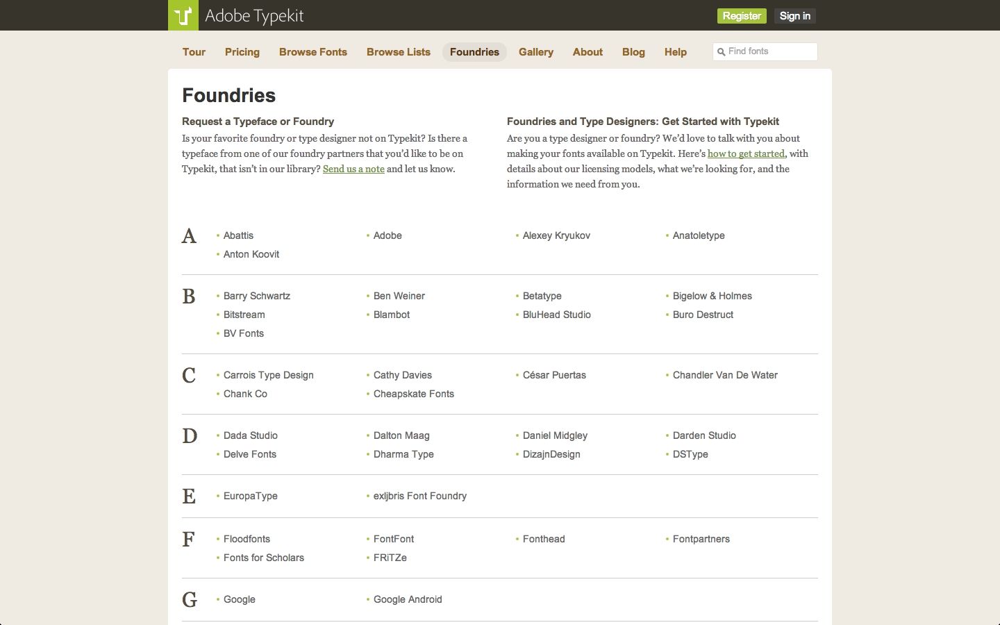 Adobe Typekit
Register
Sign in
Tour
Pricing
Browse Fonts
Browse Lists
Foundries
Gallery
About
Blog
Help
Find fonts
Foundries
Request a Typeface or Foundry
Is your favorite foundry or type designer not on Typekit? Is there a
typeface from one of our foundry partners that you’d like to be on
Typekit, that isn’t in our library? Send us a note and let us know.
Foundries and Type Designers: Get Started with Typekit
Are you a type designer or foundry? We’d love to talk with you about
making your fonts available on Typekit. Here’s how to get started, with
details about our licensing models, what we’re looking for, and the
information we need from you.
A
Abattis
Adobe
Alexey Kryukov
Anatoletype
Anton Koovit
B
Barry Schwartz
Ben Weiner
Betatype
Bigelow & Holmes
Bitstream
Blambot
BluHead Studio
Buro Destruct
BV Fonts
C
Carrois Type Design
Cathy Davies
César Puertas
Chandler Van De Water
Chank Co
Cheapskate Fonts
D
Dada Studio
Dalton Maag
Daniel Midgley
Darden Studio
Delve Fonts
Dharma Type
DizajnDesign
DSType
E
EuropaType
exljbris Font Foundry
F
Floodfonts
FontFont
Fonthead
Fontpartners
Fonts for Scholars
FRiTZe
G
Google
Google Android